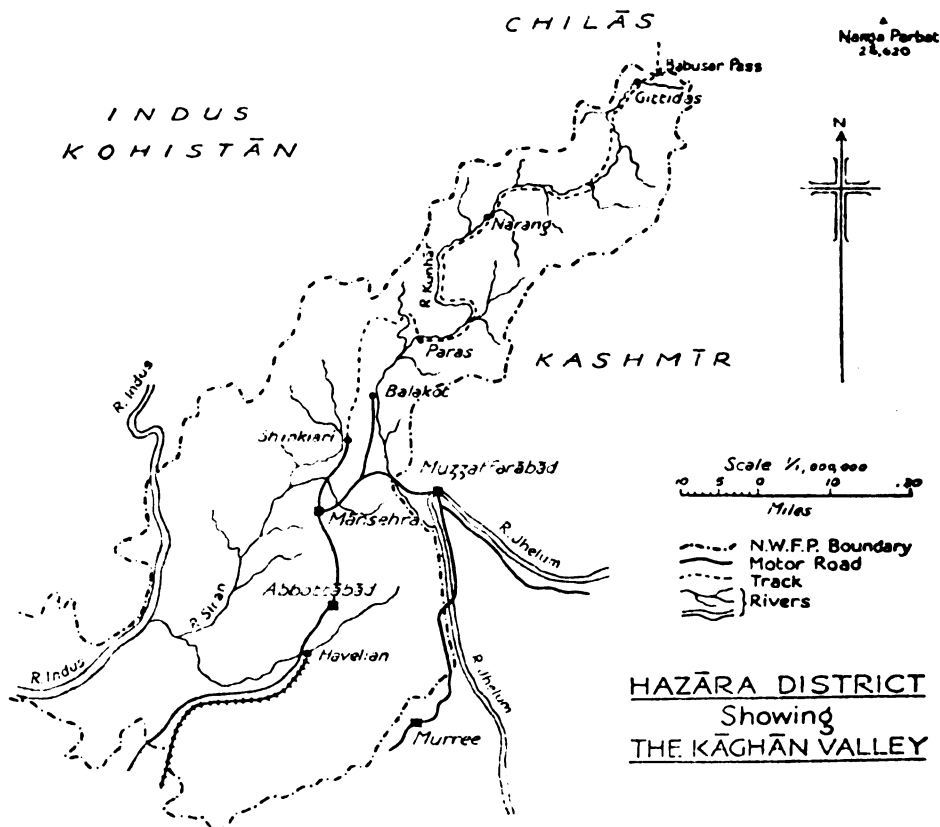 CHILĀS
Nanga Parbat
26,620
Babusar Pass
Gittidas
INDUS
KOHISTĀN
N
Narang
R. Kunhar
Paras
KASHMĪR
R. Indus
Balakōt
Shinkiari
Muzzaffarābād
Scale 1/1,000,000
10 5 0 10 20
Miles
Mānsehra
R. Jhelum
N.W.F.P. Boundary
Motor Road
Track
Rivers
R. Siran
Abbottābād
Havelian
R. Indus
R. Jhelum
Murree
HAZĀRA DISTRICT
Showing
THE KĀGHĀN VALLEY